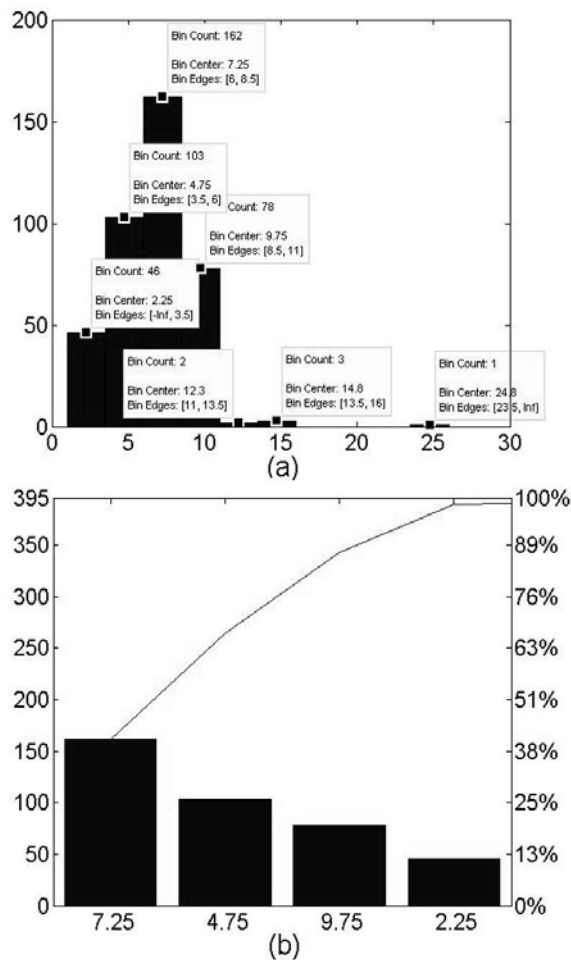 200
150
100
50
0
Bin Count: 162
Bin Center: 7.25
Bin Edges: [6, 8.5]
Bin Count: 103
Bin Center: 4.75
Bin Edges: [3.5, 6]
Count: 78
Bin Center: 9.75
Bin Edges: [8.5, 11]
Bin Count: 46
Bin Center: 2.25
Bin Edges: [-Inf, 3.5]
Bin Count: 2
Bin Center: 12.3
Bin Edges: [11, 13.5]
Bin Count: 3
Bin Center: 14.8
Bin Edges: [13.5, 16]
Bin Count: 1
Bin Center: 24.8
Bin Edges: [23.5, Inf]
0 5 10 15 20 25 30
(a)
395 100%
350 89%
300 76%
250 63%
200 51%
150 38%
100 25%
50 13%
0 0%
7.25 4.75 9.75 2.25
(b)